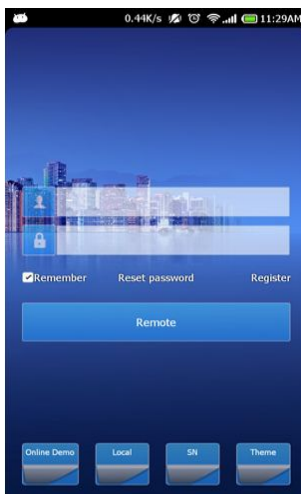 0.44K/s 11:29AM
Remember Reset password Register
Remote
Online Demo Local SN Theme